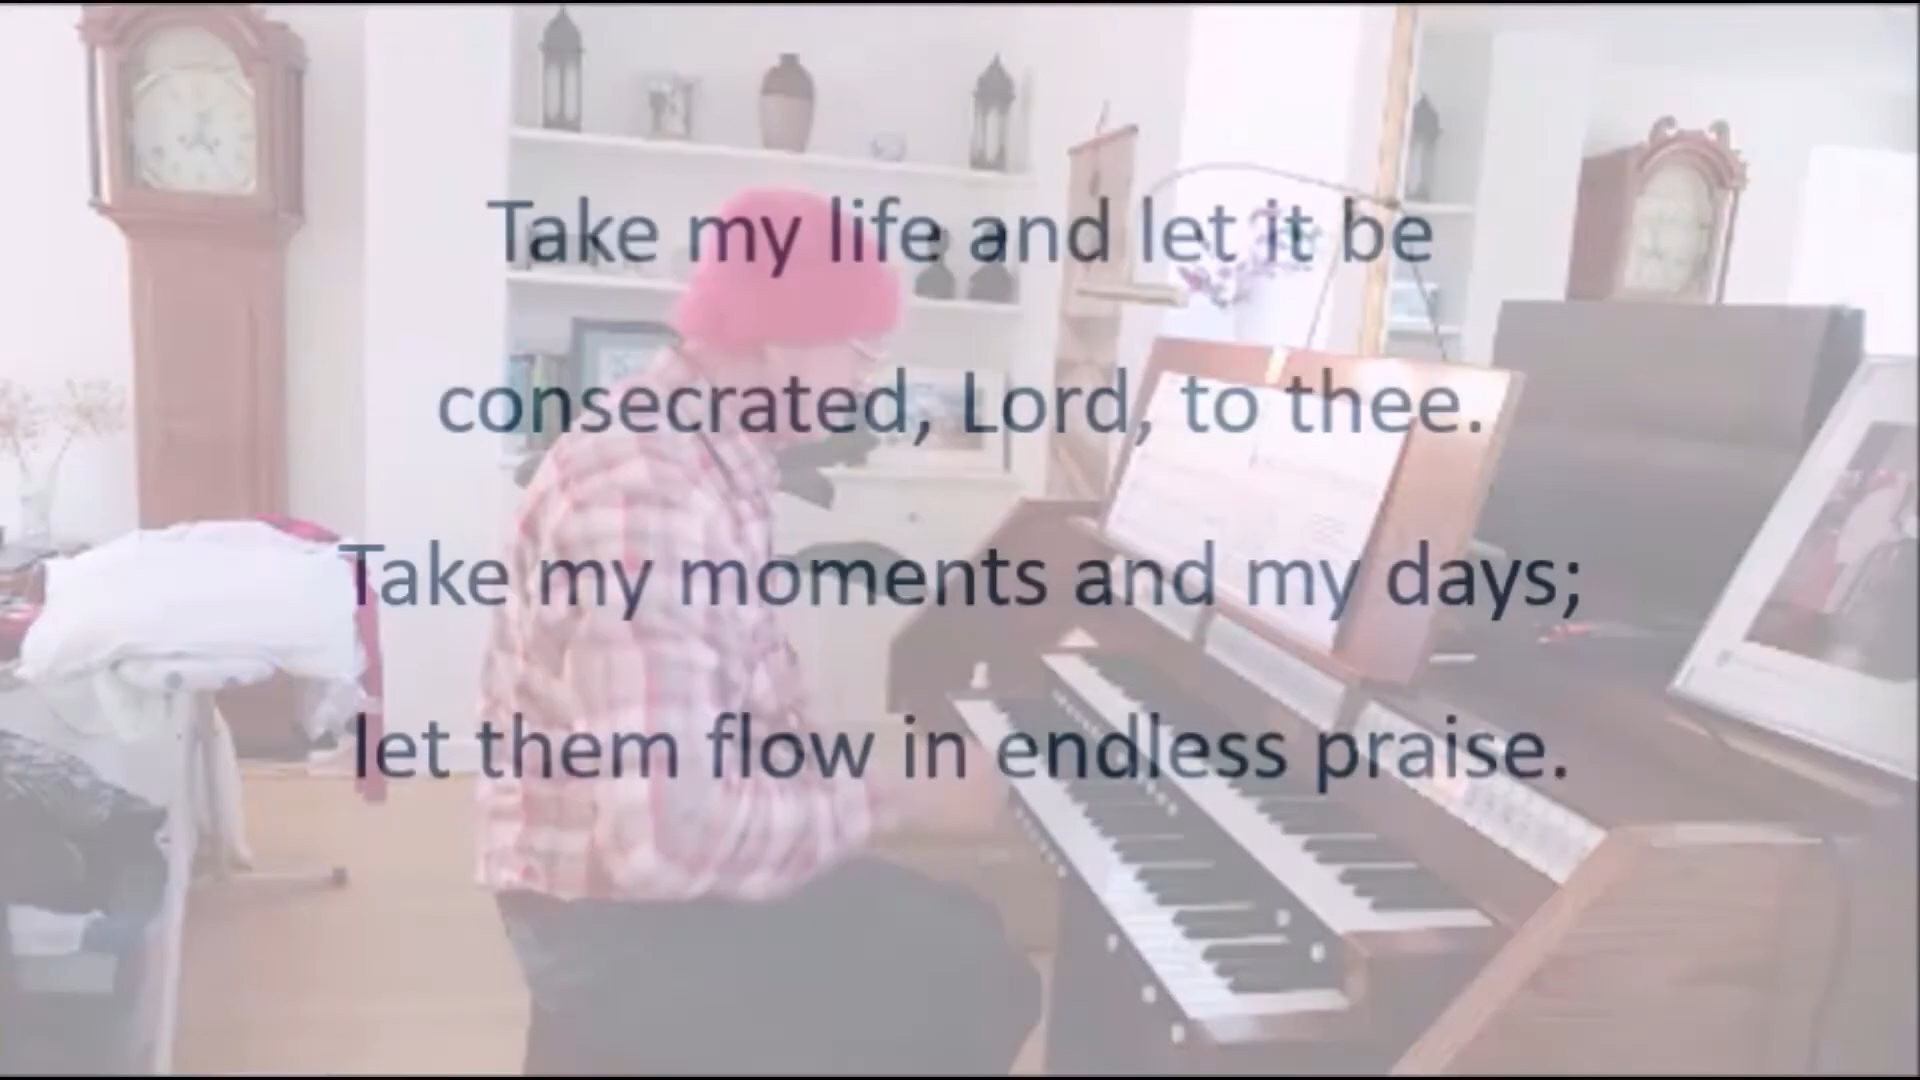 Take my life and let it be
consecrated, Lord, to thee.
Take my moments and my days;
let them flow in endless praise.